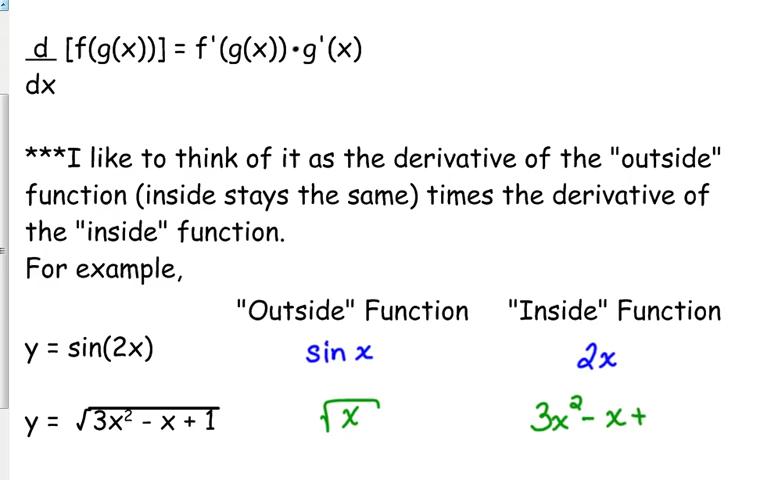 d [f(g(x))] = f'(g(x))•g'(x)
dx
***I like to think of it as the derivative of the "outside"
function (inside stays the same) times the derivative of
the "inside" function.
For example,
"Outside" Function "Inside" Function
y = sin(2x) sin x 2x
y = √3x² - x + 1 √x 3x² - x +